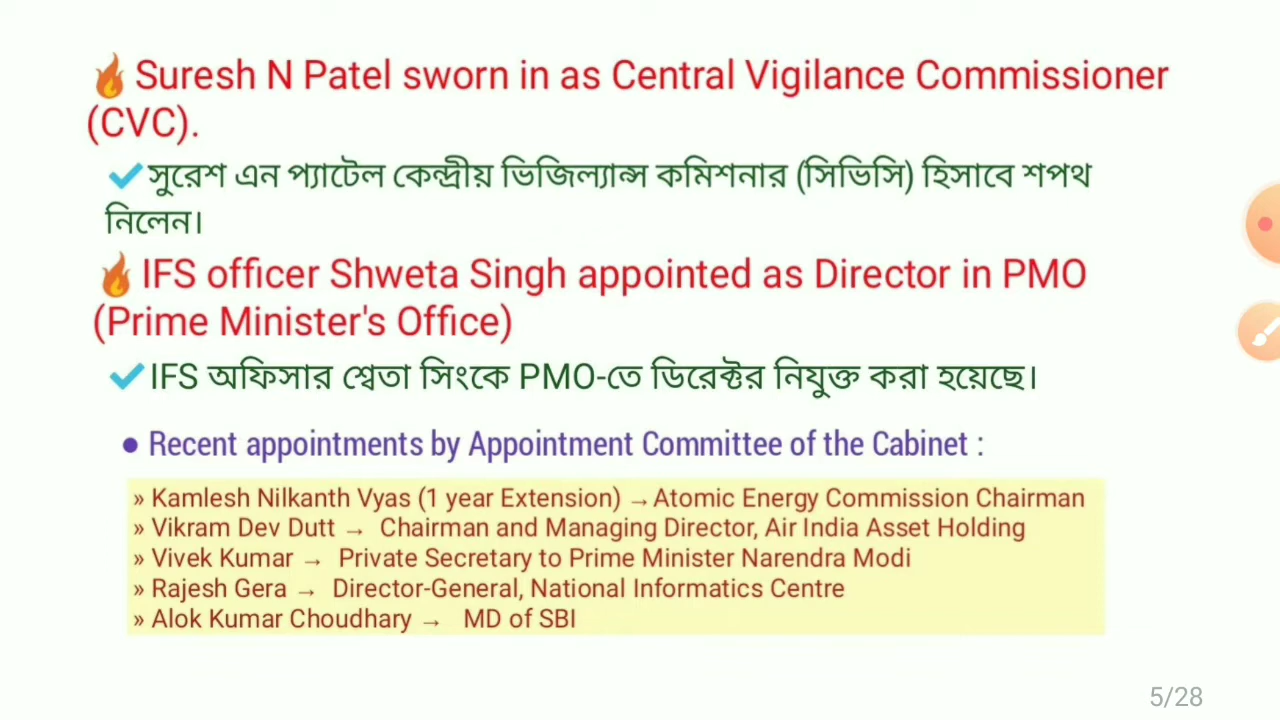 🔥Suresh N Patel sworn in as Central Vigilance Commissioner
(CVC).
✔সুরেশ এন প্যাটেল কেন্দ্রীয় ভিজিল্যান্স কমিশনার (সিভিসি) হিসাবে শপথ
নিলেন।
🔥IFS officer Shweta Singh appointed as Director in PMO
(Prime Minister's Office)
✔IFS অফিসার শ্বেতা সিংকে PMO-তে ডিরেক্টর নিযুক্ত করা হয়েছে।
● Recent appointments by Appointment Committee of the Cabinet :
» Kamlesh Nilkanth Vyas (1 year Extension) →Atomic Energy Commission Chairman
» Vikram Dev Dutt → Chairman and Managing Director, Air India Asset Holding
» Vivek Kumar → Private Secretary to Prime Minister Narendra Modi
» Rajesh Gera → Director-General, National Informatics Centre
» Alok Kumar Choudhary → MD of SBI
5/28